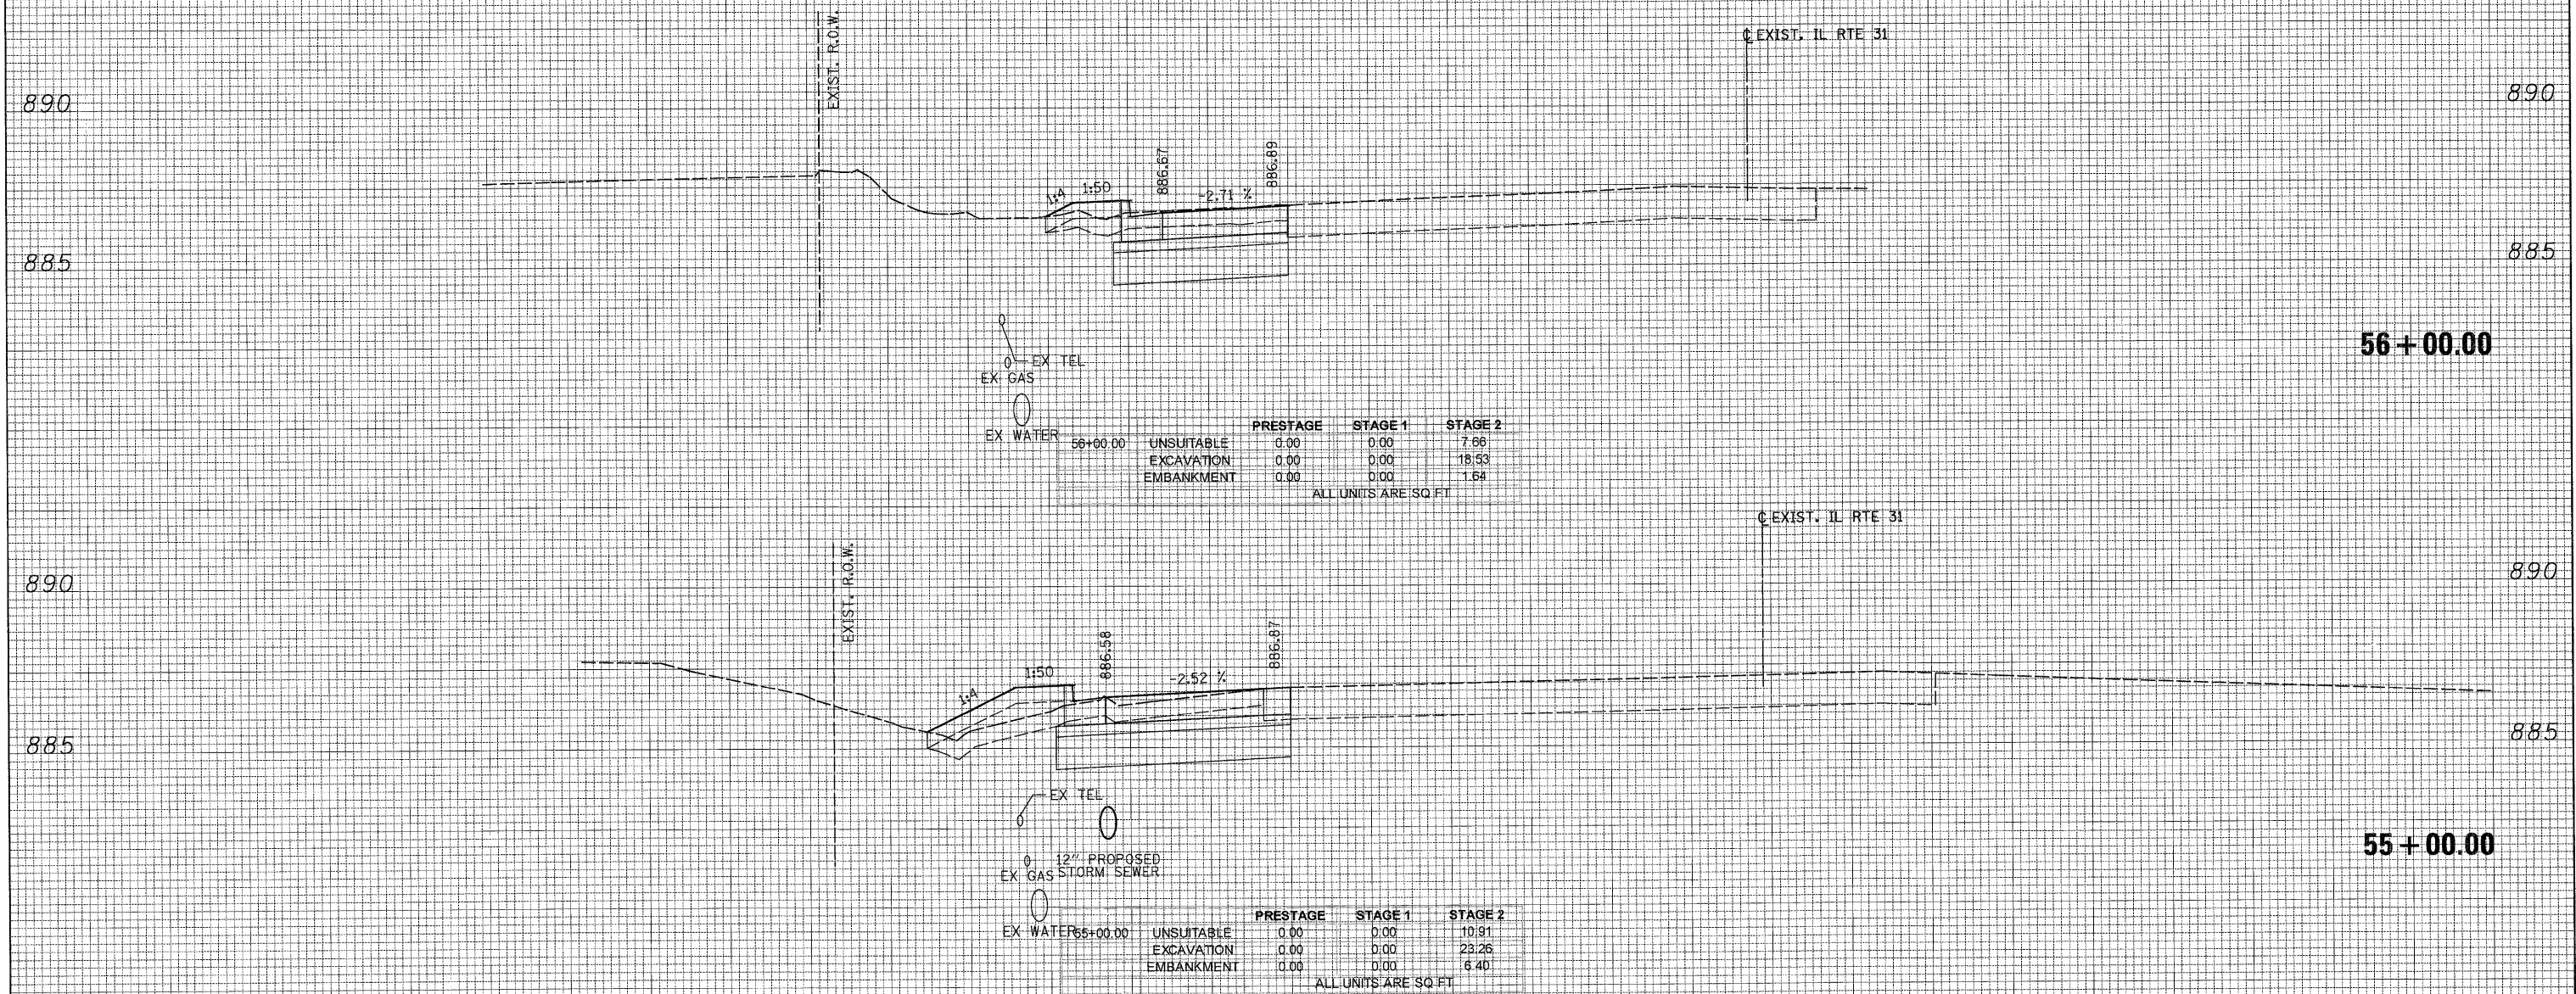 EXIST. R.O.W.
℄ EXIST. IL RTE 31
890
890
886.67
886.89
1:4
1:50
-2.71 %
885
885
56+00.00
EX TEL
EX GAS
EX WATER
PRESTAGE STAGE 1 STAGE 2
56+00.00 UNSUITABLE 0.00 0.00 7.66
EXCAVATION 0.00 0.00 18.53
EMBANKMENT 0.00 0.00 1.64
ALL UNITS ARE SQ FT
℄ EXIST. IL RTE 31
EXIST. R.O.W.
890
890
886.58
886.87
1:4
1:50
-2.52 %
885
885
EX TEL
55+00.00
12" PROPOSED
STORM SEWER
EX GAS
EX WATER
PRESTAGE STAGE 1 STAGE 2
55+00.00 UNSUITABLE 0.00 0.00 10.91
EXCAVATION 0.00 0.00 23.26
EMBANKMENT 0.00 0.00 6.40
ALL UNITS ARE SQ FT